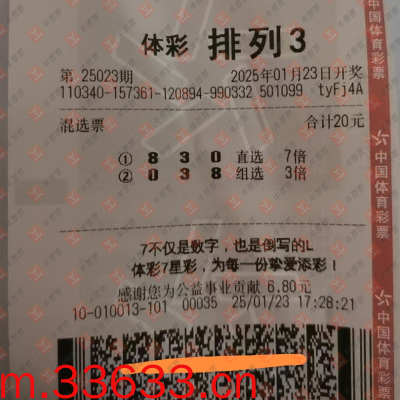 体彩 排列3
第 25023期 2025年01月23日开奖
110340-157361-120894-990332 501099 tyFj4A
混选票 合计20元
① 8 3 0 直选 7倍
② 0 3 8 组选 3倍
7不仅是数字，也是倒写的L
体彩7星彩，为每一份挚爱添彩！
感谢您为公益事业贡献 6.80元
10-010013-101 00035 25/01/23 17:28:21
m.33633.cn
中国体育彩票
中国体育彩票
中国体育彩票